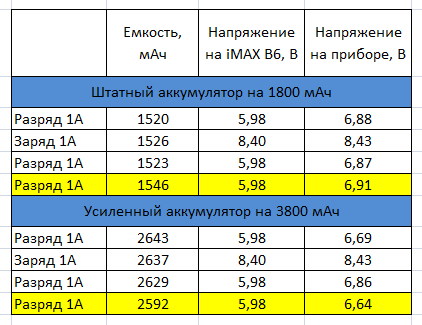 Емкость, мАч Напряжение на iMAX B6, В Напряжение на приборе, В
Штатный аккумулятор на 1800 мАч
Разряд 1А 1520 5,98 6,88
Заряд 1А 1526 8,40 8,43
Разряд 1А 1523 5,98 6,87
Разряд 1А 1546 5,98 6,91
Усиленный аккумулятор на 3800 мАч
Разряд 1А 2643 5,98 6,69
Заряд 1А 2637 8,40 8,43
Разряд 1А 2629 5,98 6,86
Разряд 1А 2592 5,98 6,64